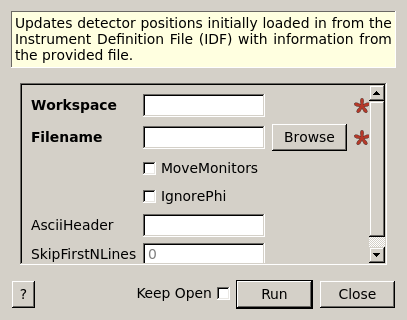 Updates detector positions initially loaded in from the
Instrument Definition File (IDF) with information from
the provided file.
Workspace
Filename
Browse
MoveMonitors
IgnorePhi
AsciiHeader
SkipFirstNLines 0
? Keep Open Run Close